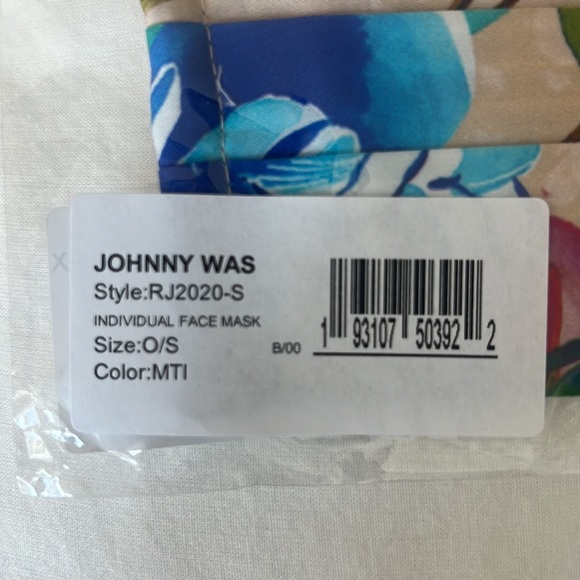 JOHNNY WAS
Style:RJ2020-S
INDIVIDUAL FACE MASK
Size:O/S
Color:MTI
B/00
1 93107 50392 2
X